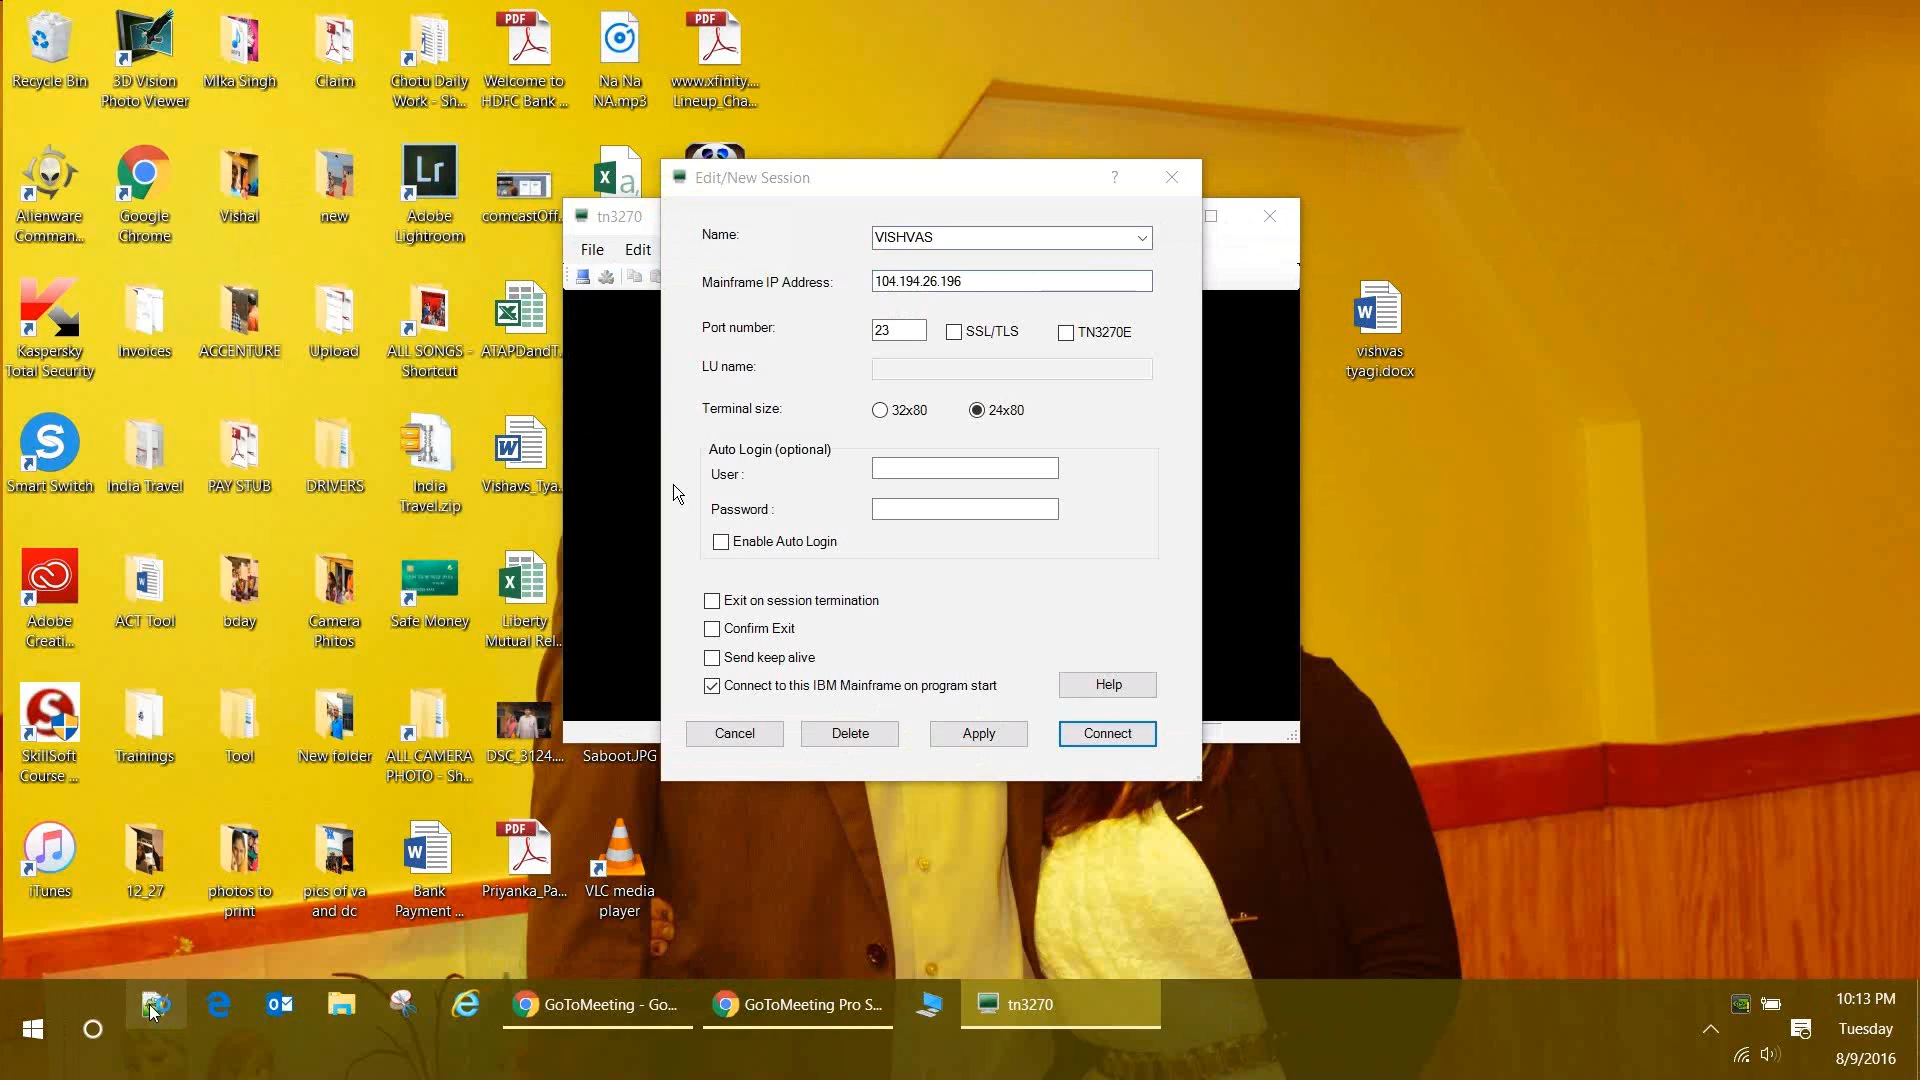 Recycle Bin
3D Vision
Photo Viewer
MIka Singh
Claim
Chotu Daily
Work - Sh...
PDF
Welcome to
HDFC Bank ...
Na Na
NA.mp3
PDF
www.xfinity....
Lineup_Cha...
Alienware
Comman...
Google
Chrome
Vishal
new
Lr
Adobe
Lightroom
comcastOff...
X a,
Kaspersky
Total Security
Invoices
ACCENTURE
Upload
ALL SONGS -
Shortcut
ATAPDandT...
Smart Switch
India Travel
PAY STUB
DRIVERS
India
Travel.zip
Vishavs_Tya...
Adobe
Creati...
ACT Tool
bday
Camera
Phitos
Safe Money
Liberty
Mutual Rel...
SkillSoft
Course ...
Trainings
Tool
New folder
ALL CAMERA
PHOTO - Sh...
DSC_3124....
Saboot.JPG
iTunes
12_27
photos to
print
pics of va
and dc
Bank
Payment ...
PDF
Priyanka_Pa...
VLC media
player
vishvas
tyagi.docx
tn3270
File Edit
Edit/New Session
?
Name: VISHVAS
Mainframe IP Address: 104.194.26.196
Port number: 23 SSL/TLS TN3270E
LU name:
Terminal size: 32x80 24x80
Auto Login (optional)
User :
Password :
Enable Auto Login
Exit on session termination
Confirm Exit
Send keep alive
Connect to this IBM Mainframe on program start
Help
Cancel Delete Apply Connect
GoToMeeting - Go...
GoToMeeting Pro S...
tn3270
10:13 PM
Tuesday
8/9/2016